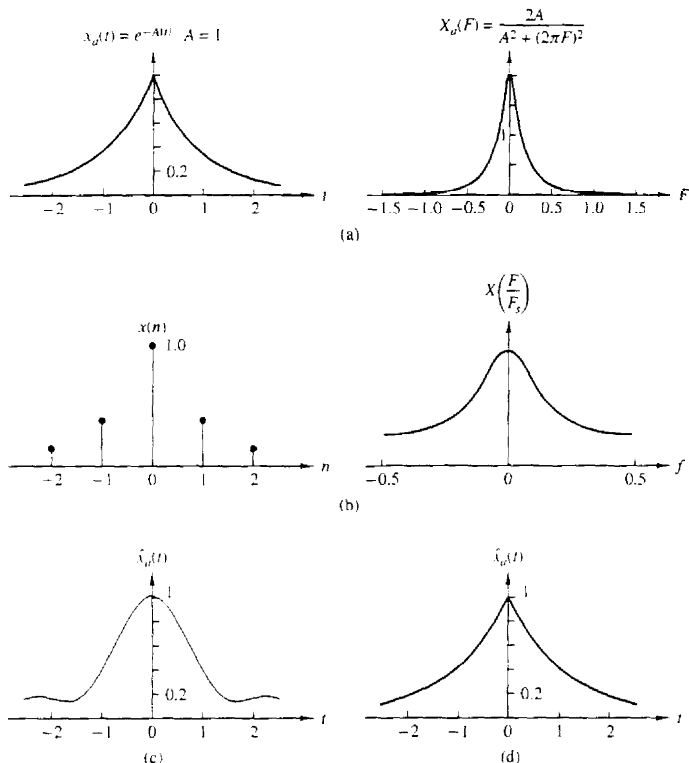 x_a(t) = e^{-A|t|} A = 1
X_a(F) = \frac{2A}{A^2 + (2πF)^2}
0.2
−2 −1 0 1 2 t
1
−1.5 −1.0 −0.5 0 0.5 1.0 1.5 F
(a)
x(n)
1.0
−2 −1 0 1 2 n
X(\frac{F}{F_s})
−0.5 0 0.5 f
(b)
x̂_a(t)
1
0.2
−2 −1 0 1 2 t
(c)
x̂_a(t)
1
0.2
−2 −1 0 1 2 t
(d)